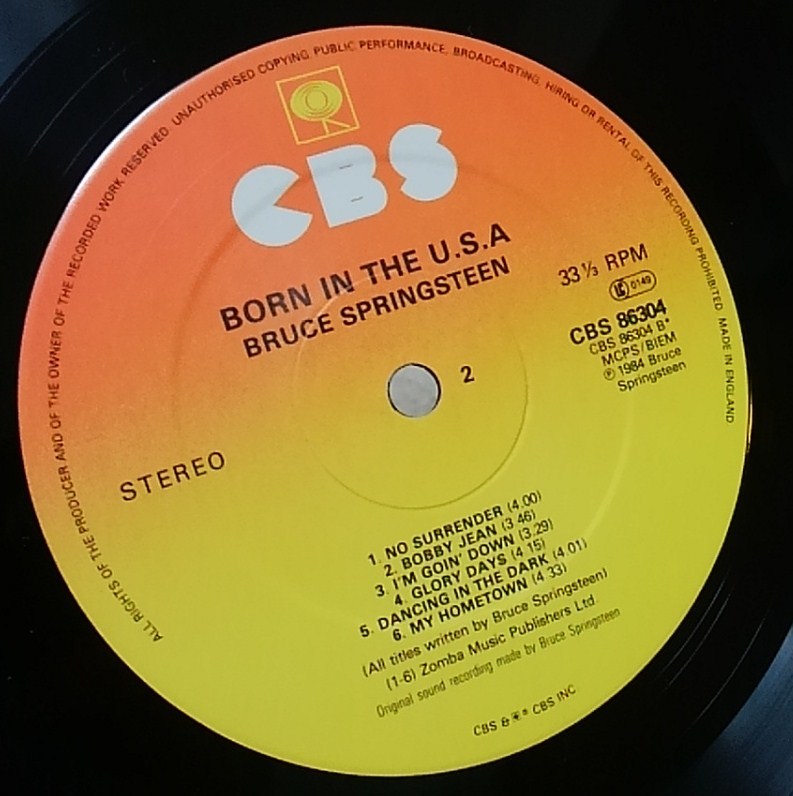 ALL RIGHTS OF THE PRODUCER AND OF THE OWNER OF THE RECORDED WORK RESERVED. UNAUTHORISED COPYING, PUBLIC PERFORMANCE, BROADCASTING, HIRING OR RENTAL OF THIS RECORDING PROHIBITED. MADE IN ENGLAND
CBS
BORN IN THE U.S.A
BRUCE SPRINGSTEEN
33 1/3 RPM
LC 0149
CBS 86304
CBS 86304 B*
MCPS/BIEM
℗ 1984 Bruce
Springsteen
2
STEREO
1. NO SURRENDER (4.00)
2. BOBBY JEAN (3.46)
3. I'M GOIN' DOWN (3.29)
4. GLORY DAYS (4.15)
5. DANCING IN THE DARK (4.01)
6. MY HOMETOWN (4.33)
(All titles written by Bruce Springsteen)
(1-6) Zomba Music Publishers Ltd.
Original sound recording made by Bruce Springsteen
CBS & ® CBS INC